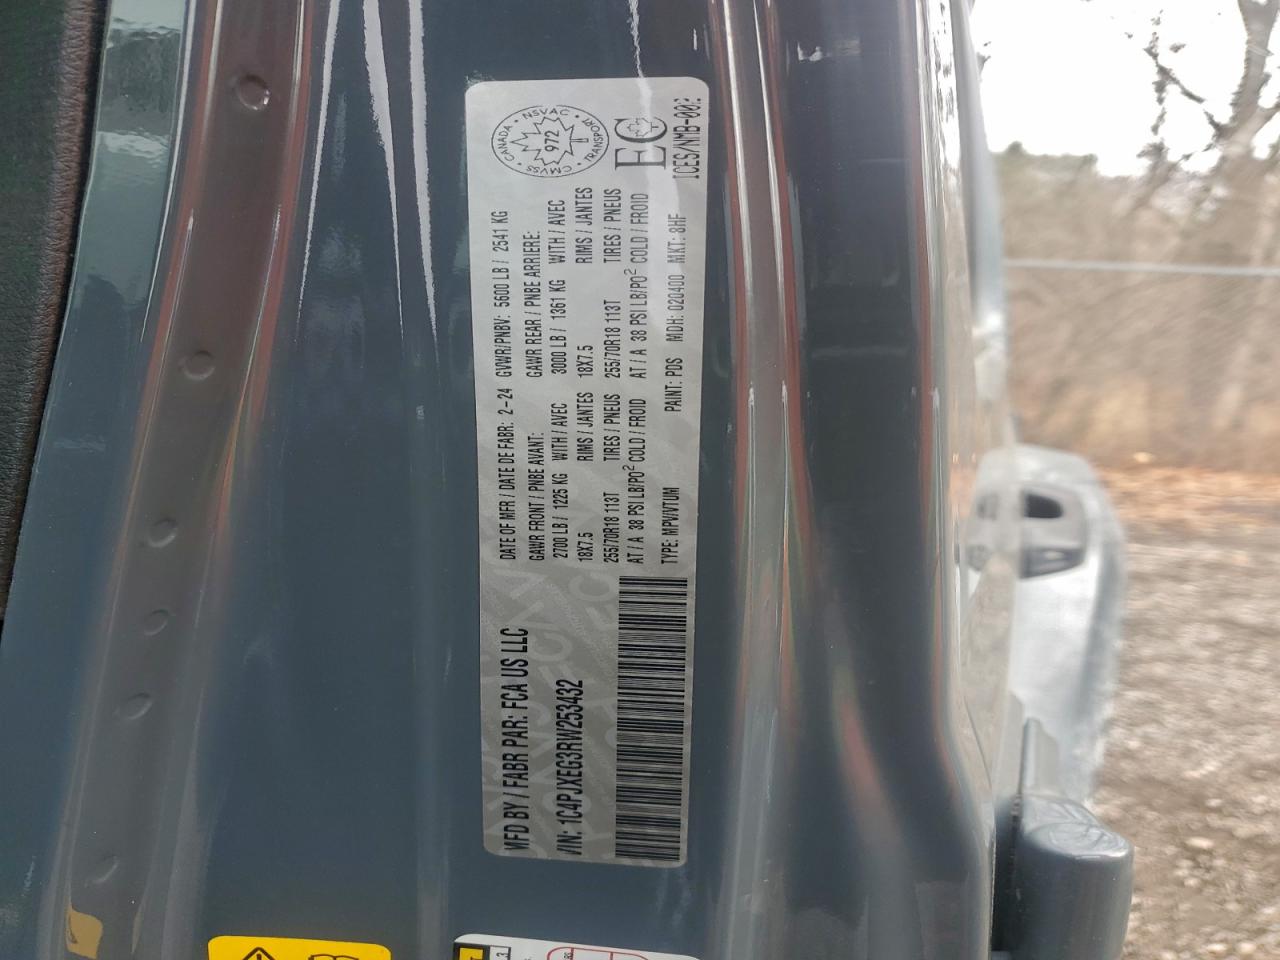 MFD BY / FABR PAR: FCA US LLC
DATE OF MFR / DATE DE FABR: 2-24 GVWR/PNBV: 5600 LB / 2541 KG
GAWR FRONT / PNBE AVANT: GAWR REAR / PNBE ARRIERE:
2700 LB / 1225 KG WITH / AVEC 3000 LB / 1361 KG WITH / AVEC
18X7.5 RIMS / JANTES 18X7.5 RIMS / JANTES
255/70R18 113T TIRES / PNEUS 255/70R18 113T TIRES / PNEUS
AT / A 38 PSI LB/PO² COLD / FROID AT / A 38 PSI LB/PO² COLD / FROID
VIN: 1C4PJXEG3RW253432
TYPE: MPV/VTUM PAINT: PDS MDH: 020400 MKT: 8HF
CANADA • NSVAC • TRANSPORT • CMVSS
972
EC
ICES/NMB-002